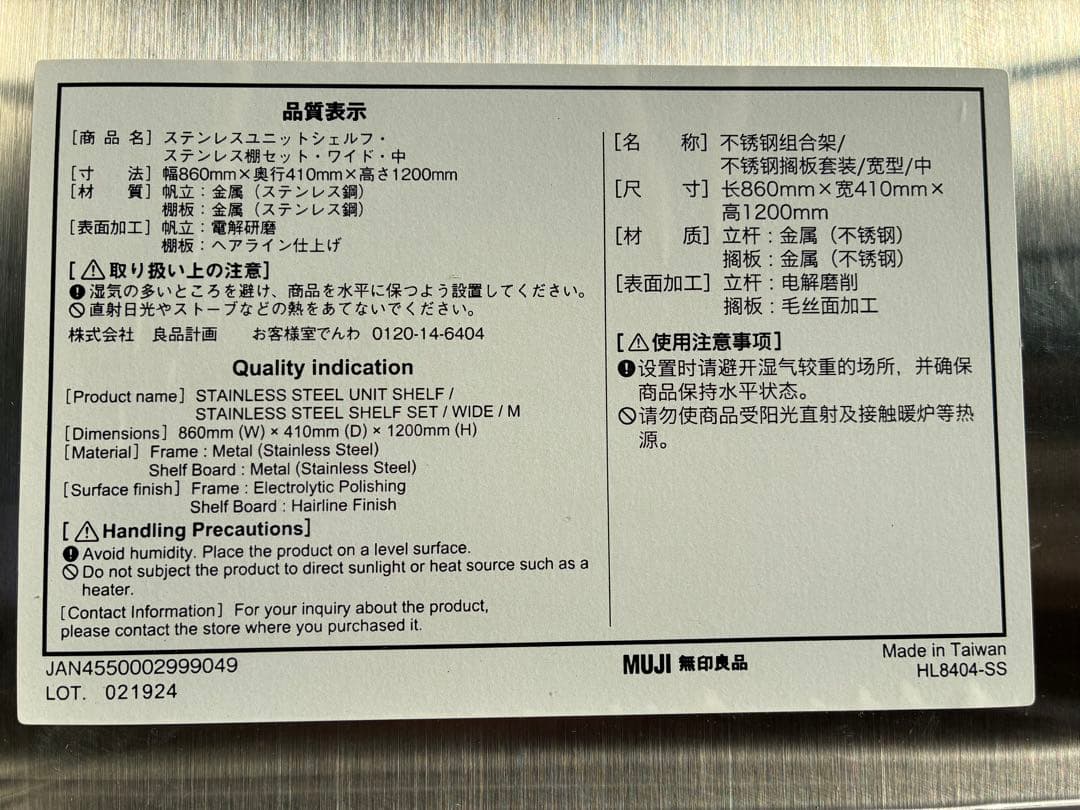 品質表示
[商品名] ステンレスユニットシェルフ・
ステンレス棚セット・ワイド・中
[寸 法] 幅860mm×奥行410mm×高さ1200mm
[材 質] 帆立：金属（ステンレス鋼）
棚板：金属（ステンレス鋼）
[表面加工] 帆立：電解研磨
棚板：ヘアライン仕上げ
[⚠取り扱い上の注意]
❗湿気の多いところを避け、商品を水平に保つよう設置してください。
🚫直射日光やストーブなどの熱をあてないでください。
株式会社 良品計画 お客様室でんわ 0120-14-6404
Quality indication
[Product name] STAINLESS STEEL UNIT SHELF /
STAINLESS STEEL SHELF SET / WIDE / M
[Dimensions] 860mm (W) × 410mm (D) × 1200mm (H)
[Material] Frame : Metal (Stainless Steel)
Shelf Board : Metal (Stainless Steel)
[Surface finish] Frame : Electrolytic Polishing
Shelf Board : Hairline Finish
[⚠Handling Precautions]
❗Avoid humidity. Place the product on a level surface.
🚫Do not subject the product to direct sunlight or heat source such as a
heater.
[Contact Information] For your inquiry about the product,
please contact the store where you purchased it.
[名 称] 不锈钢组合架/
不锈钢搁板套装/宽型/中
[尺 寸] 长860mm×宽410mm×
高1200mm
[材 质] 立杆：金属（不锈钢）
搁板：金属（不锈钢）
[表面加工] 立杆：电解磨削
搁板：毛丝面加工
[⚠使用注意事项]
❗设置时请避开湿气较重的场所，并确保
商品保持水平状态。
🚫请勿使商品受阳光直射及接触暖炉等热
源。
JAN4550002999049
LOT. 021924
MUJI 無印良品
Made in Taiwan
HL8404-SS